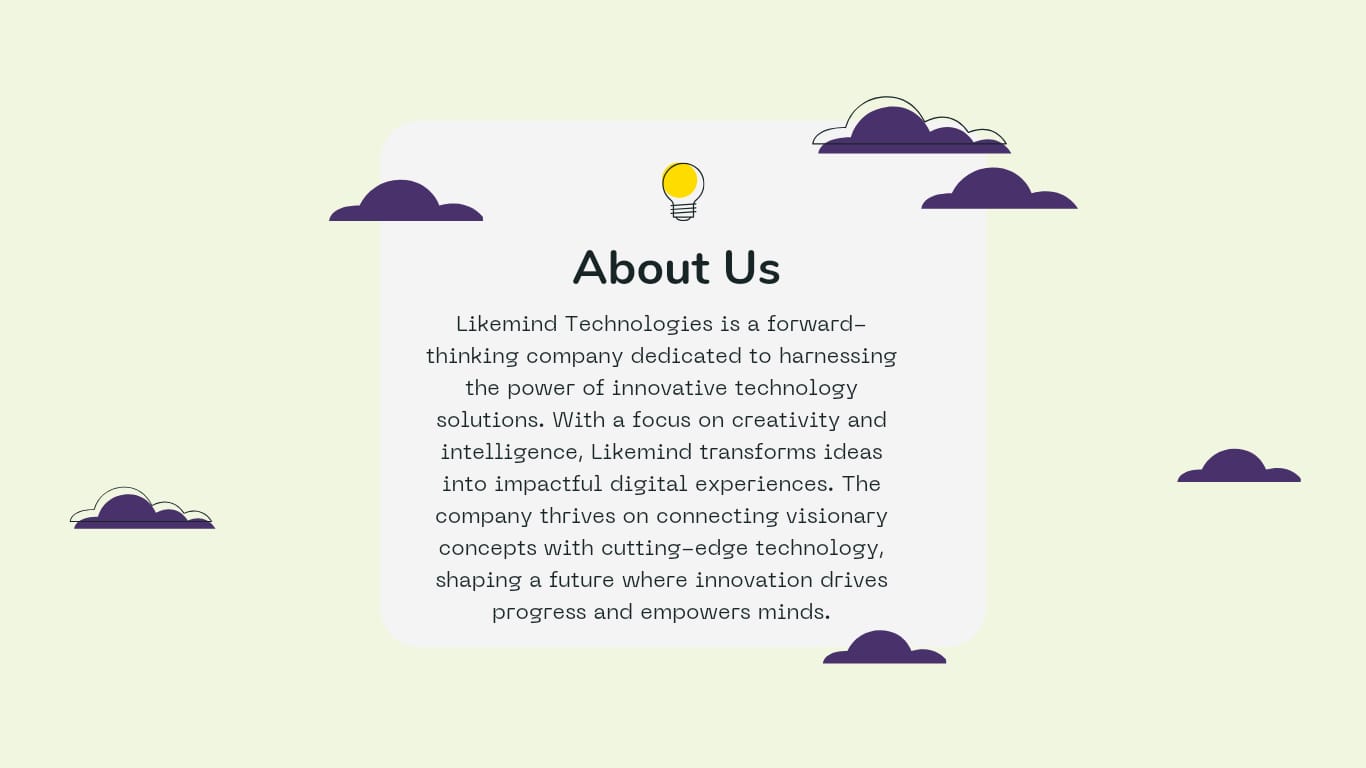 About Us
Likemind Technologies is a forward-
thinking company dedicated to harnessing
the power of innovative technology
solutions. With a focus on creativity and
intelligence, Likemind transforms ideas
into impactful digital experiences. The
company thrives on connecting visionary
concepts with cutting-edge technology,
shaping a future where innovation drives
progress and empowers minds.